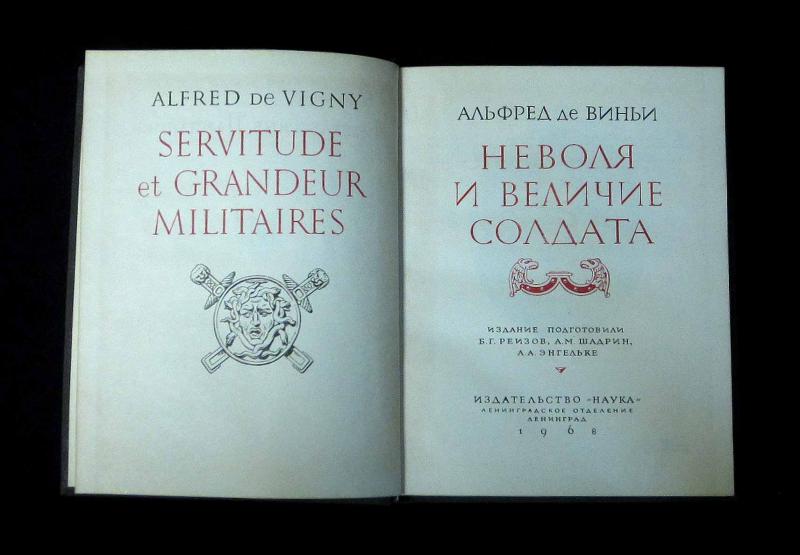 ALFRED de VIGNY
SERVITUDE
et GRANDEUR
MILITAIRES
АЛЬФРЕД де ВИНЬИ
НЕВОЛЯ
И ВЕЛИЧИЕ
СОЛДАТА
ИЗДАНИЕ ПОДГОТОВИЛИ
Б.Г. РЕИЗОВ, А.М. ШАДРИН,
А.А. ЭНГЕЛЬКЕ
ИЗДАТЕЛЬСТВО «НАУКА»
ЛЕНИНГРАДСКОЕ ОТДЕЛЕНИЕ
ЛЕНИНГРАД
1968